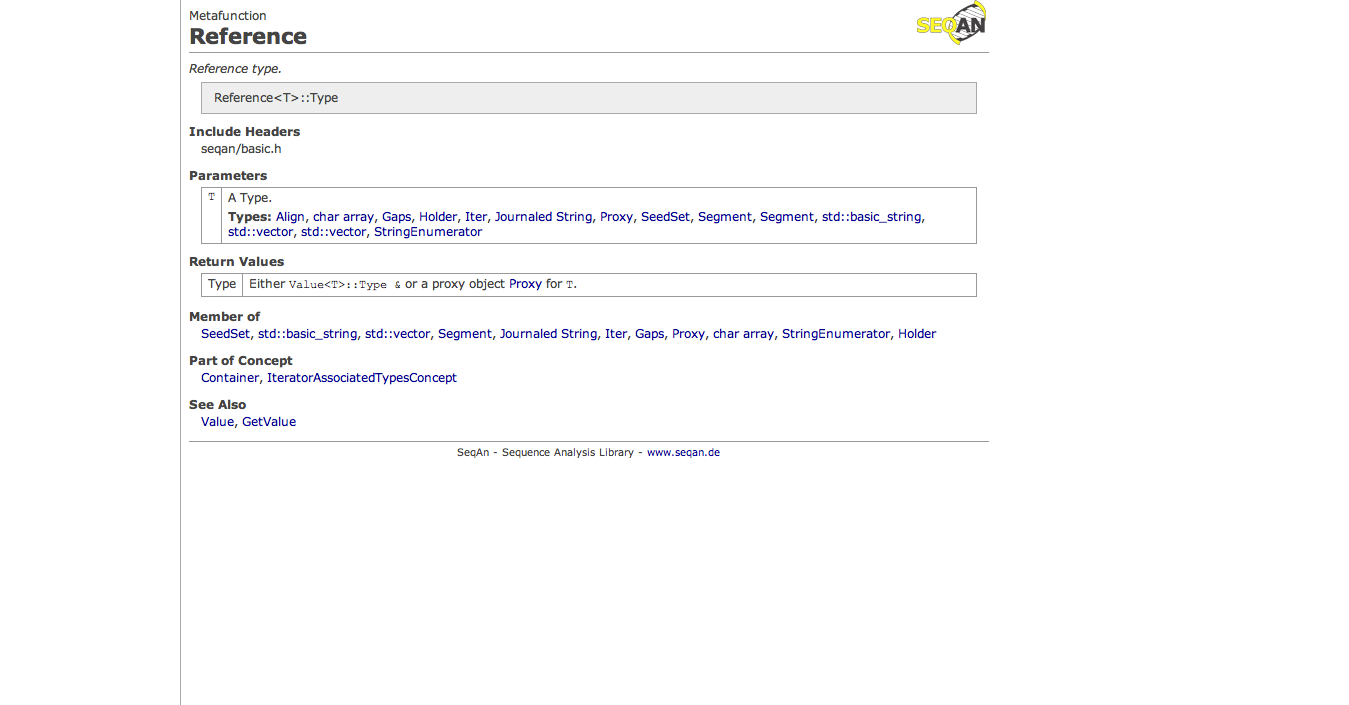 Metafunction
Reference
SEQAN
Reference type.
Reference<T>::Type
Include Headers
seqan/basic.h
Parameters
T A Type.
Types: Align, char array, Gaps, Holder, Iter, Journaled String, Proxy, SeedSet, Segment, Segment, std::basic_string,
std::vector, std::vector, StringEnumerator
Return Values
Type Either Value<T>::Type & or a proxy object Proxy for T.
Member of
SeedSet, std::basic_string, std::vector, Segment, Journaled String, Iter, Gaps, Proxy, char array, StringEnumerator, Holder
Part of Concept
Container, IteratorAssociatedTypesConcept
See Also
Value, GetValue
SeqAn - Sequence Analysis Library - www.seqan.de